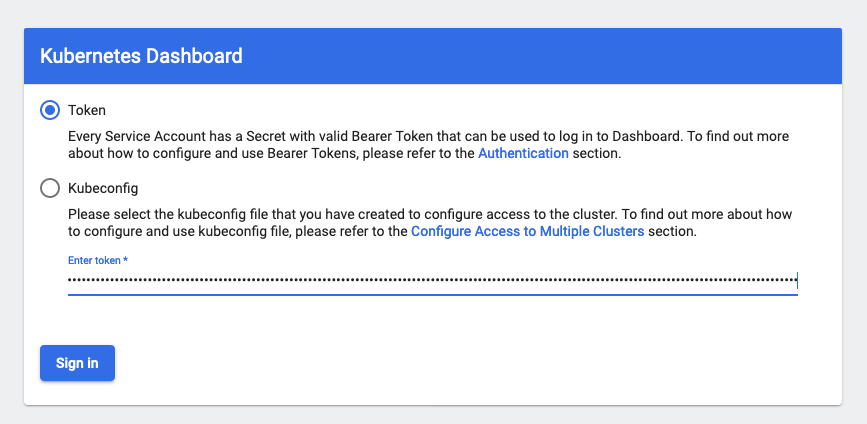 Kubernetes Dashboard
Token
Every Service Account has a Secret with valid Bearer Token that can be used to log in to Dashboard. To find out more
about how to configure and use Bearer Tokens, please refer to the Authentication section.
Kubeconfig
Please select the kubeconfig file that you have created to configure access to the cluster. To find out more about how
to configure and use kubeconfig file, please refer to the Configure Access to Multiple Clusters section.
Enter token *
Sign in